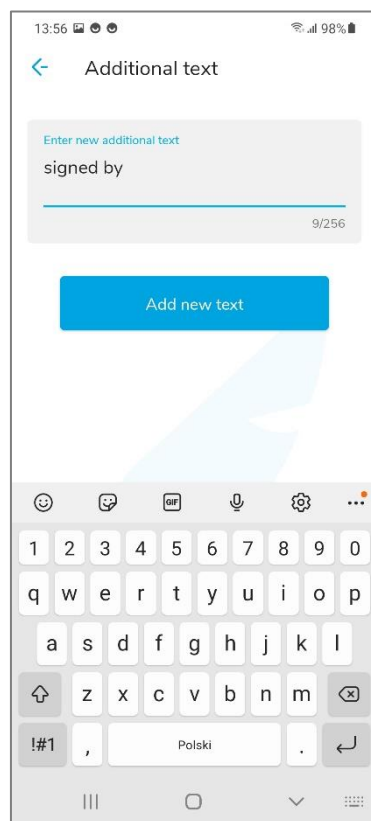 13:56 98%
Additional text
Enter new additional text
signed by
9/256
Add new text
GIF
1 2 3 4 5 6 7 8 9 0
q w e r t y u i o p
a s d f g h j k l
z x c v b n m
!#1 , Polski .